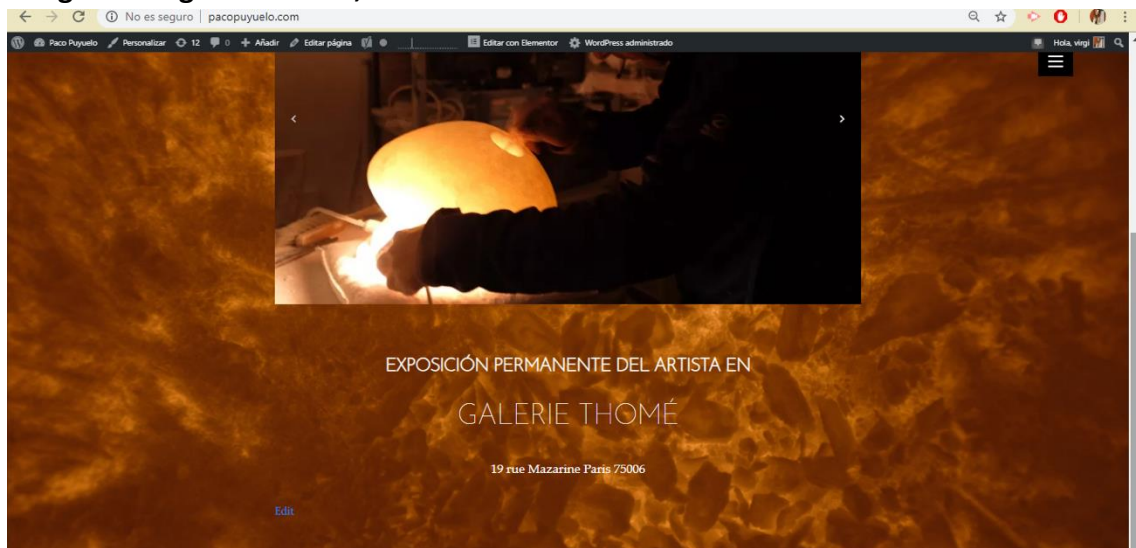 No es seguro | pacopuyuelo.com
Paco Puyuelo Personalizar 12 0 + Añadir Editar página Editar con Elementor WordPress administrado Hola, virgi
EXPOSICIÓN PERMANENTE DEL ARTISTA EN
GALERIE THOMÉ
19 rue Mazarine Paris 75006
Edit